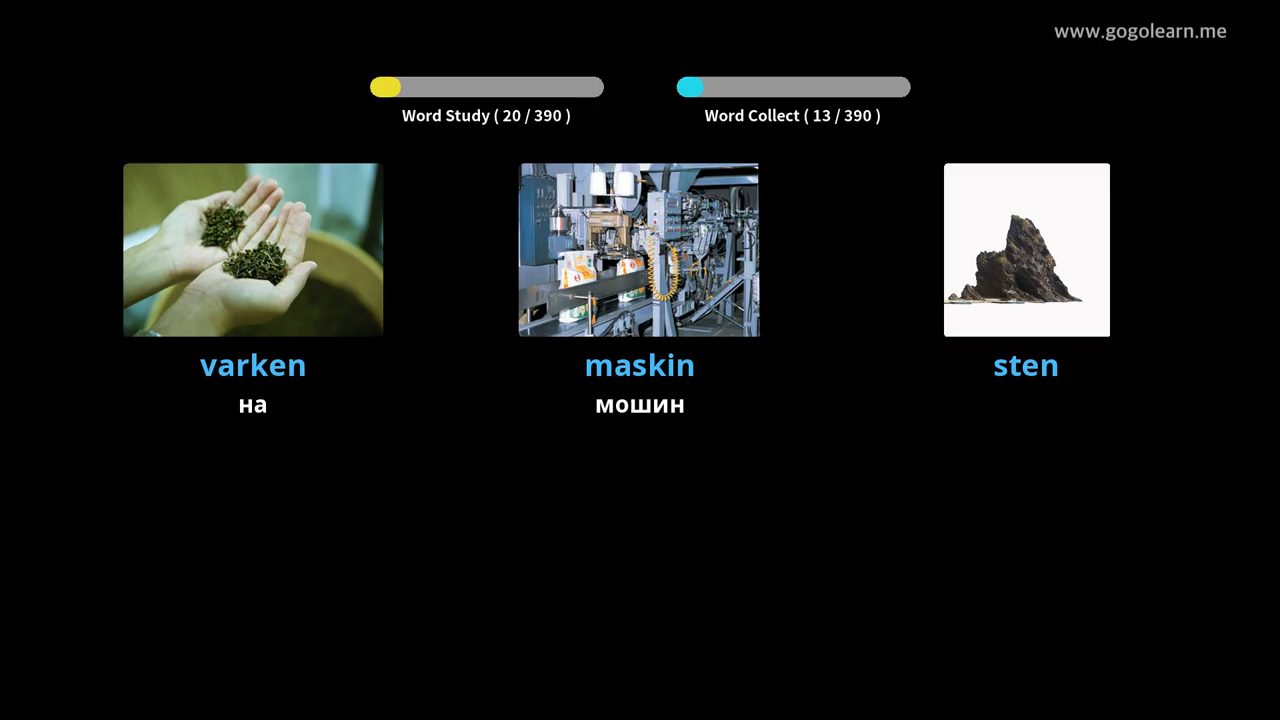 www.gogolearn.me
Word Study ( 20 / 390 )
Word Collect ( 13 / 390 )
varken
maskin
sten
на
мошин